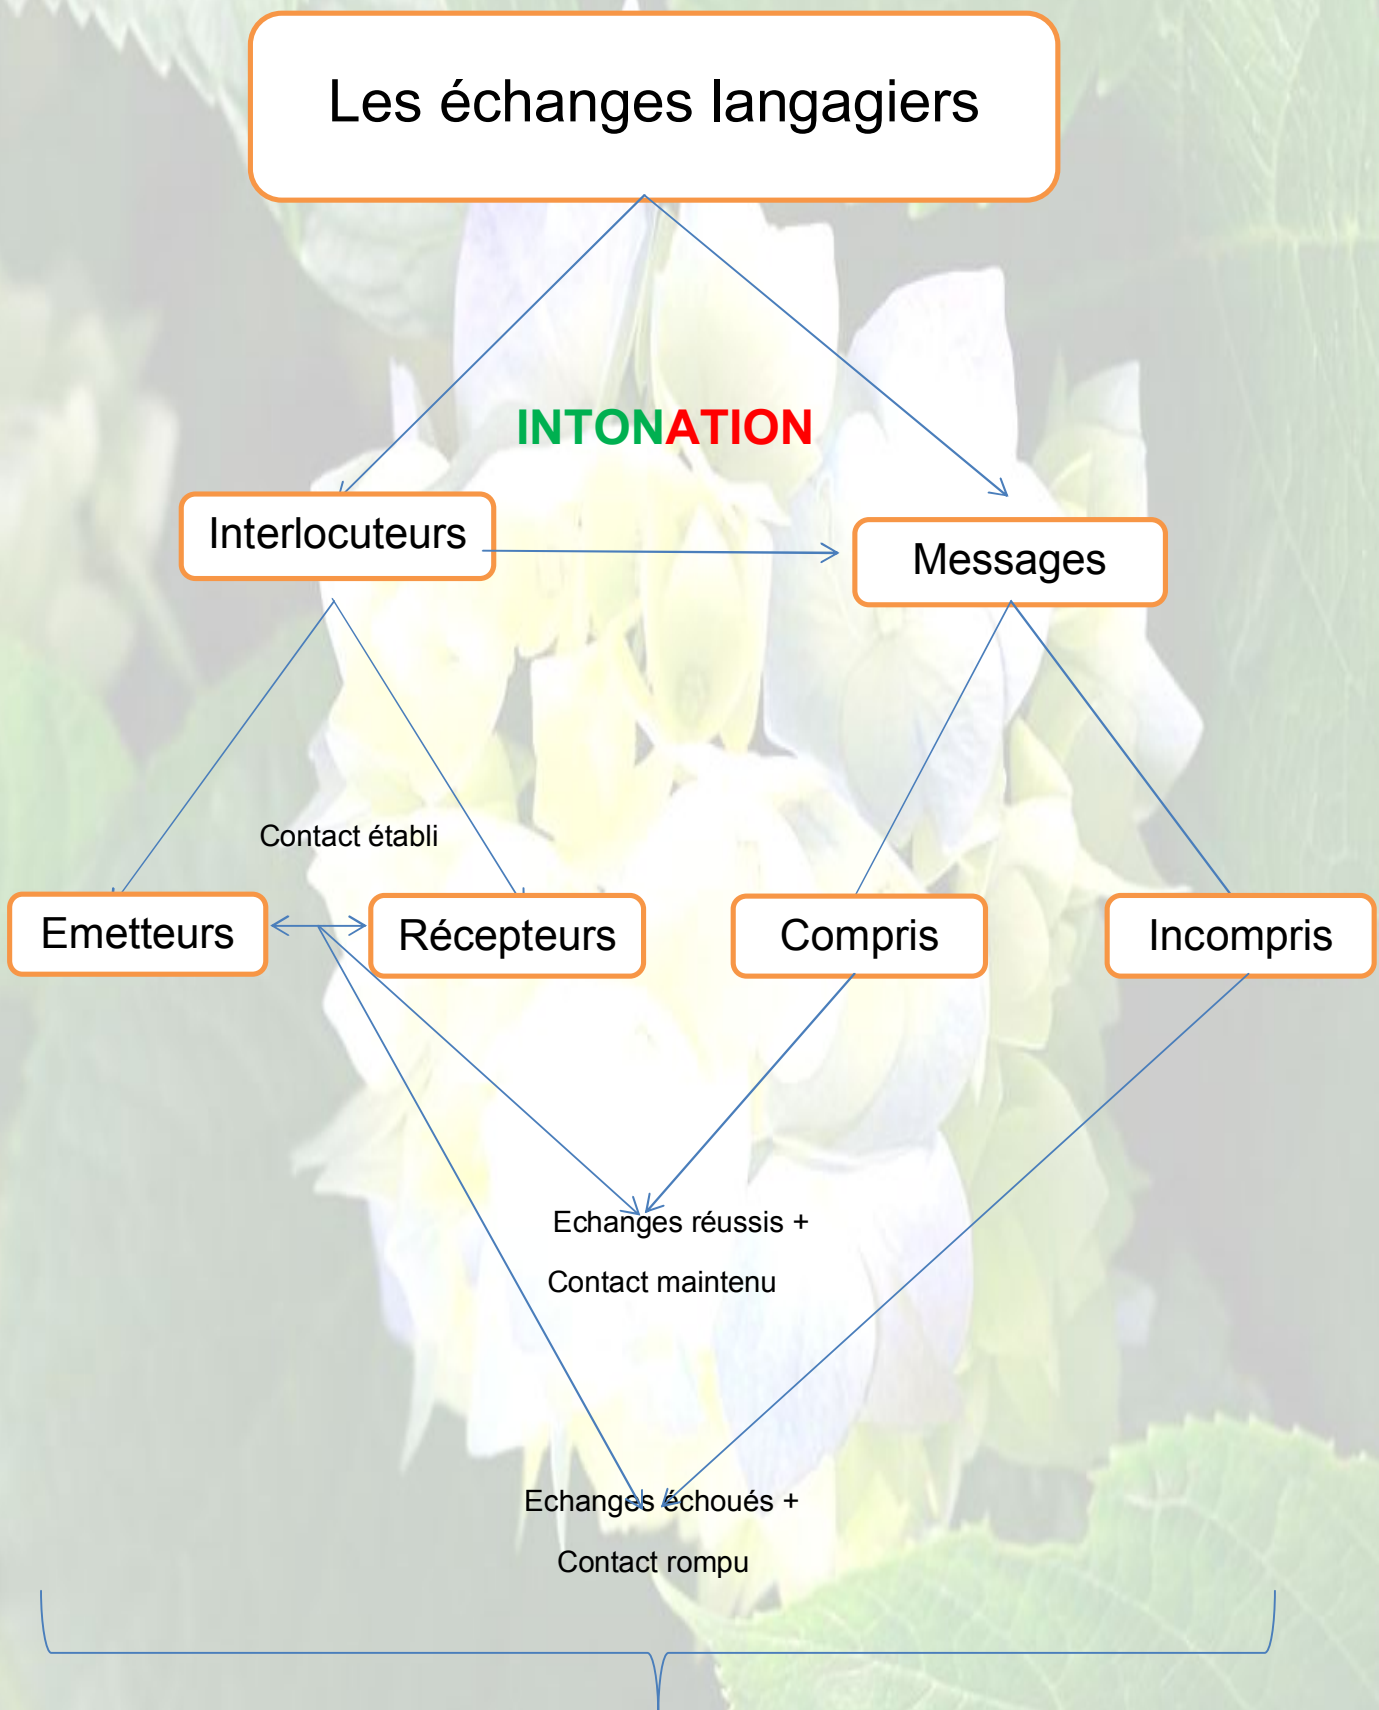 Les échanges langagiers
INTONATION
Interlocuteurs
Messages
Contact établi
Emetteurs
Récepteurs
Compris
Incompris
Echanges réussis +
Contact maintenu
Echanges échoués +
Contact rompu